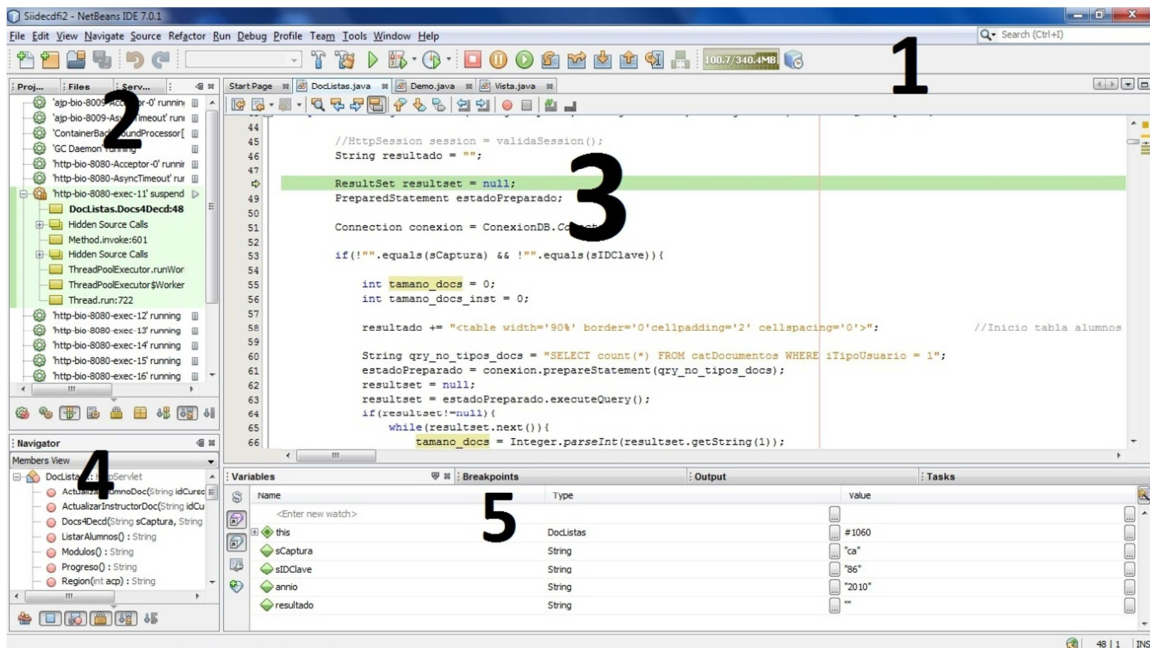 Siidecdfi2 - NetBeans IDE 7.0.1
File Edit View Navigate Source Refactor Run Debug Profile Team Tools Window Help
Search (Ctrl+I)
100.7/340.4MB
1
Proj... Files Serv...
2
'ajp-bio-8009-Acceptor-0' runnin
'ajp-bio-8009-AsyncTimeout' run
'ContainerBackgroundProcessor[
'GC Daemon' running
'http-bio-8080-Acceptor-0' runnir
'http-bio-8080-AsyncTimeout' rur
'http-bio-8080-exec-11' suspend
DocListas.Docs4Decd:48
Hidden Source Calls
Method.invoke:601
Hidden Source Calls
ThreadPoolExecutor.runWor
ThreadPoolExecutor$Worker
Thread.run:722
'http-bio-8080-exec-12' running
'http-bio-8080-exec-13' running
'http-bio-8080-exec-14' running
'http-bio-8080-exec-15' running
'http-bio-8080-exec-16' running
Start Page DocListas.java Demo.java Vista.java
3
44
45 //HttpSession session = validaSession();
46 String resultado = "";
47
ResultSet resultset = null;
49 PreparedStatement estadoPreparado;
50
51 Connection conexion = ConexionDB.
52
53 if(!"".equals(sCaptura) && !"".equals(sIDClave)){
54
55 int tamano_docs = 0;
56 int tamano_docs_inst = 0;
57
58 resultado += "<table width='90%' border='0'cellpadding='2' cellspacing='0'>"; //Inicio tabla alumnos
59
60 String qry_no_tipos_docs = "SELECT count(*) FROM catDocumentos WHERE iTipoUsuario = 1";
61 estadoPreparado = conexion.prepareStatement(qry_no_tipos_docs);
62 resultset = null;
63 resultset = estadoPreparado.executeQuery();
64 if(resultset!=null){
65 while(resultset.next()){
66 tamano_docs = Integer.parseInt(resultset.getString(1));
Navigator
Members View
4
DocListas :: HttpServlet
ActualizarAlumnoDoc(String idCurso
ActualizarInstructorDoc(String idCu
Docs4Decd(String sCaptura, String
ListarAlumnos() : String
Modulos() : String
Progreso() : String
Region(int acp) : String
Variables Breakpoints Output Tasks
5
Name Type Value
<Enter new watch>
this DocListas #1060
sCaptura String "ca"
sIDClave String "86"
annio String "2010"
resultado String ""
48 | 1 INS